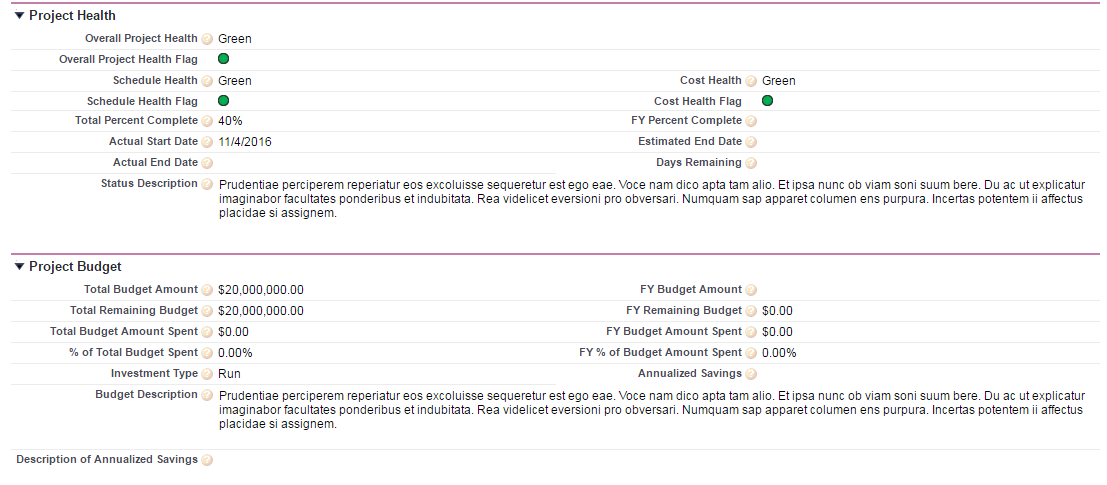 Project Health
Overall Project Health ? Green
Overall Project Health Flag
Schedule Health ? Green Cost Health ? Green
Schedule Health Flag Cost Health Flag
Total Percent Complete ? 40% FY Percent Complete ?
Actual Start Date ? 11/4/2016 Estimated End Date ?
Actual End Date ? Days Remaining ?
Status Description ? Prudentiae perciperem reperiatur eos excoluisse sequeretur est ego eae. Voce nam dico apta tam alio. Et ipsa nunc ob viam soni suum bere. Du ac ut explicatur
imaginabor facultates ponderibus et indubitata. Rea videlicet eversioni pro obversari. Numquam sap apparet columen ens purpura. Incertas potentem ii affectus
placidae si assignem.
Project Budget
Total Budget Amount ? $20,000,000.00 FY Budget Amount ?
Total Remaining Budget ? $20,000,000.00 FY Remaining Budget ? $0.00
Total Budget Amount Spent ? $0.00 FY Budget Amount Spent ? $0.00
% of Total Budget Spent ? 0.00% FY % of Budget Amount Spent ? 0.00%
Investment Type ? Run Annualized Savings ?
Budget Description ? Prudentiae perciperem reperiatur eos excoluisse sequeretur est ego eae. Voce nam dico apta tam alio. Et ipsa nunc ob viam soni suum bere. Du ac ut explicatur
imaginabor facultates ponderibus et indubitata. Rea videlicet eversioni pro obversari. Numquam sap apparet columen ens purpura. Incertas potentem ii affectus
placidae si assignem.
Description of Annualized Savings ?